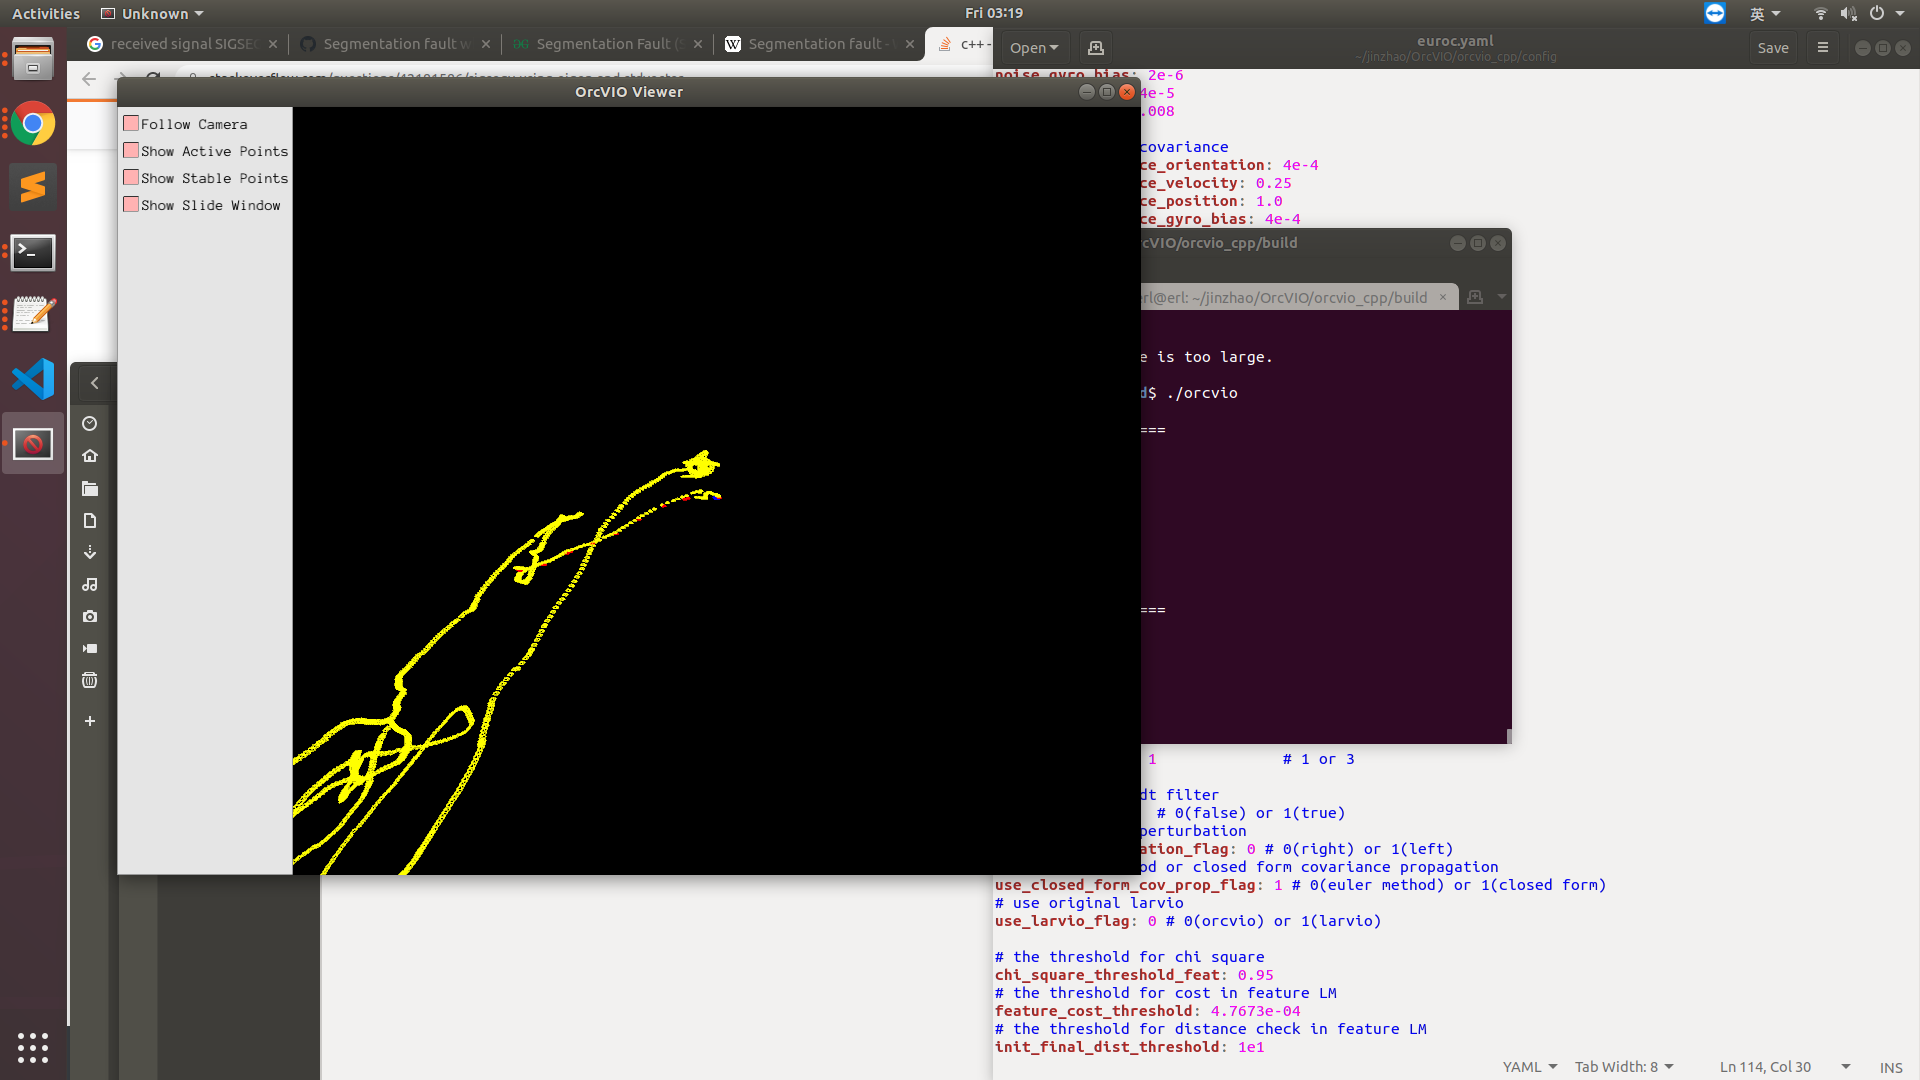 Activities
Unknown
Fri 03:19
英
received signal SIGSE
Segmentation fault w
Segmentation Fault (S
Segmentation fault - W
c++ -
Open
euroc.yaml
~/jinzhao/OrcVIO/orcvio_cpp/config
Save
OrcVIO Viewer
Follow Camera
Show Active Points
Show Stable Points
Show Slide Window
noise_gyro_bias: 2e-6
4e-5
.008
covariance
ce_orientation: 4e-4
ce_velocity: 0.25
ce_position: 1.0
ce_gyro_bias: 4e-4
rcVIO/orcvio_cpp/build
erl@erl: ~/jinzhao/OrcVIO/orcvio_cpp/build
e is too large.
d$ ./orcvio
===
===
1 # 1 or 3
dt filter
# 0(false) or 1(true)
perturbation
ation_flag: 0 # 0(right) or 1(left)
od or closed form covariance propagation
use_closed_form_cov_prop_flag: 1 # 0(euler method) or 1(closed form)
# use original larvio
use_larvio_flag: 0 # 0(orcvio) or 1(larvio)
# the threshold for chi square
chi_square_threshold_feat: 0.95
# the threshold for cost in feature LM
feature_cost_threshold: 4.7673e-04
# the threshold for distance check in feature LM
init_final_dist_threshold: 1e1
YAML
Tab Width: 8
Ln 114, Col 30
INS